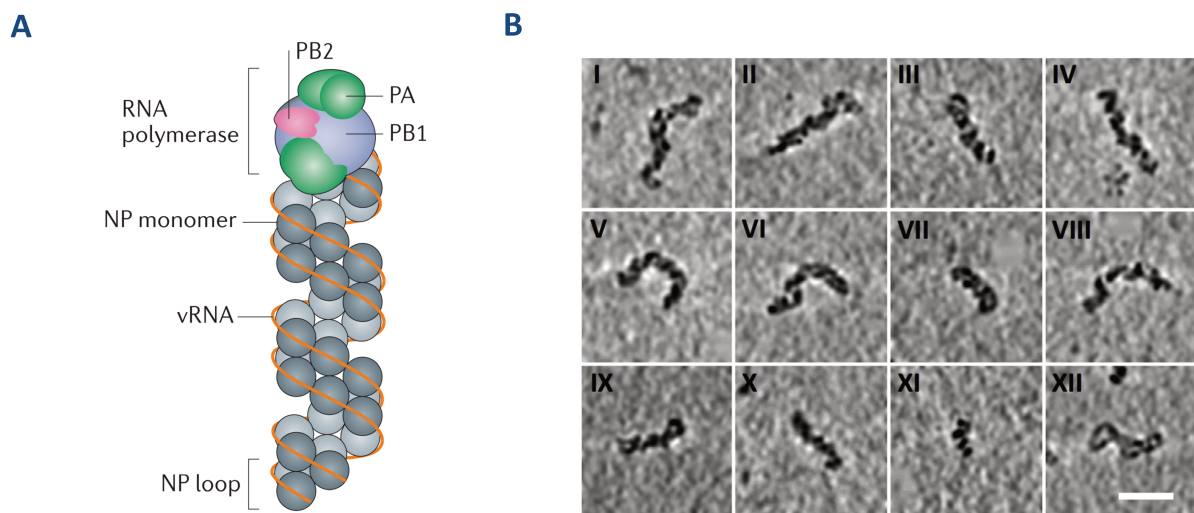 A
B
PB2
RNA
polymerase
PA
PB1
NP monomer
vRNA
NP loop
I
II
III
IV
V
VI
VII
VIII
IX
X
XI
XII